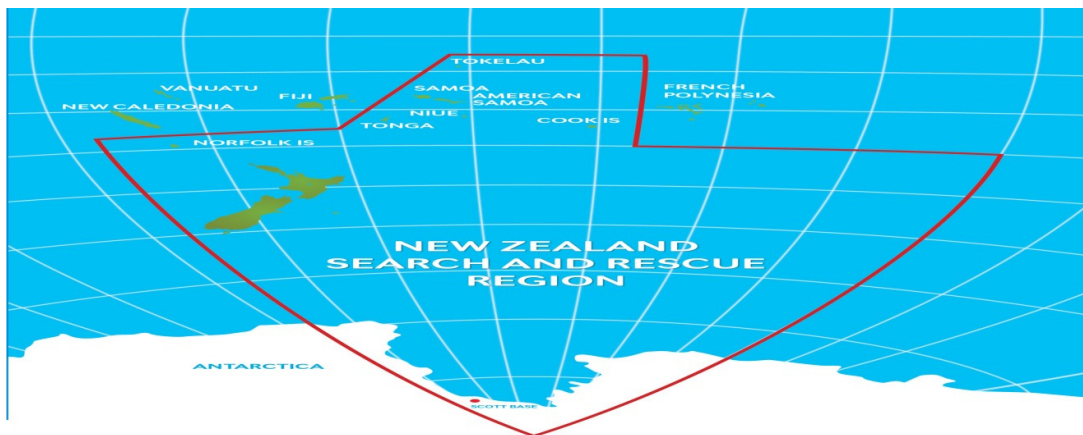 TOKELAU
VANUATU
FIJI
SAMOA
AMERICAN
SAMOA
FRENCH
POLYNESIA
NEW CALEDONIA
NIUE
TONGA
COOK IS
NORFOLK IS
NEW ZEALAND
SEARCH AND RESCUE
REGION
ANTARCTICA
SCOTT BASE